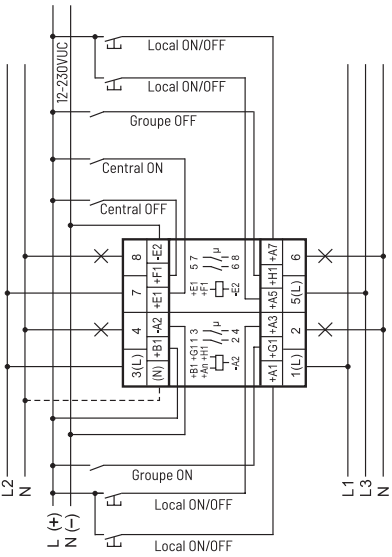 Local ON/OFF
12-230VUC
Local ON/OFF
Groupe OFF
Central ON
Central OFF
8
-E2
+F1
7
+E1
4
-A2
+B1
3(L)
(N)
5 7
µ
6 8
+E1
+F1
-E2
1 3
µ
2 4
+B1 +G1
+An +H1
-A2
+A7
6
+H1
+A5
5(L)
+A3
2
+G1
+A1
1(L)
Groupe ON
L2
N
L (+)
N (−)
Local ON/OFF
Local ON/OFF
L1
L3
N